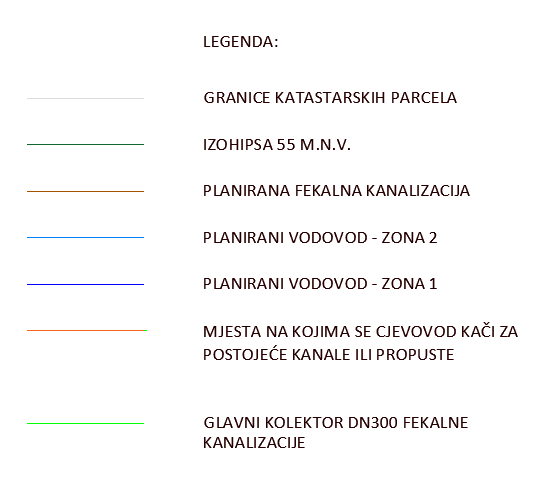 LEGENDA:
GRANICE KATASTARSKIH PARCELA
IZOHIPSA 55 M.N.V.
PLANIRANA FEKALNA KANALIZACIJA
PLANIRANI VODOVOD - ZONA 2
PLANIRANI VODOVOD - ZONA 1
MJESTA NA KOJIMA SE CJEVOVOD KAČI ZA
POSTOJEĆE KANALE ILI PROPUSTE
GLAVNI KOLEKTOR DN300 FEKALNE
KANALIZACIJE